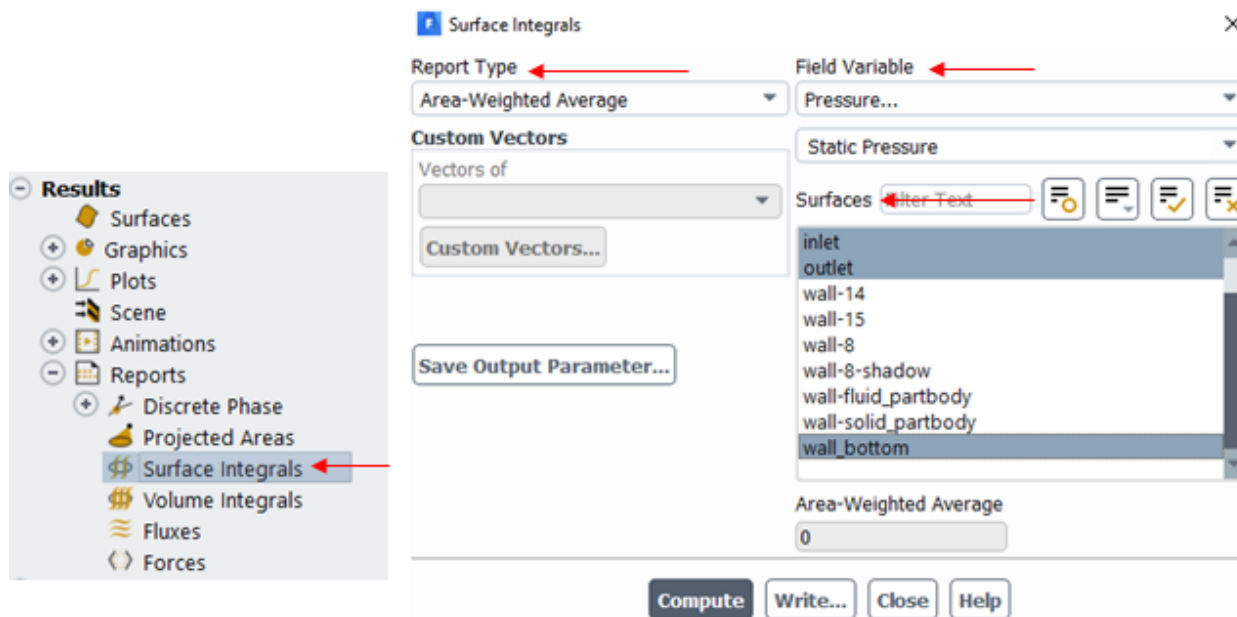 Results
Surfaces
Graphics
Plots
Scene
Animations
Reports
Discrete Phase
Projected Areas
Surface Integrals
Volume Integrals
Fluxes
Forces
Surface Integrals
Report Type
Area-Weighted Average
Custom Vectors
Vectors of
Custom Vectors...
Save Output Parameter...
Field Variable
Pressure...
Static Pressure
Surfaces Filter Text
inlet
outlet
wall-14
wall-15
wall-8
wall-8-shadow
wall-fluid_partbody
wall-solid_partbody
wall_bottom
Area-Weighted Average
0
Compute Write... Close Help